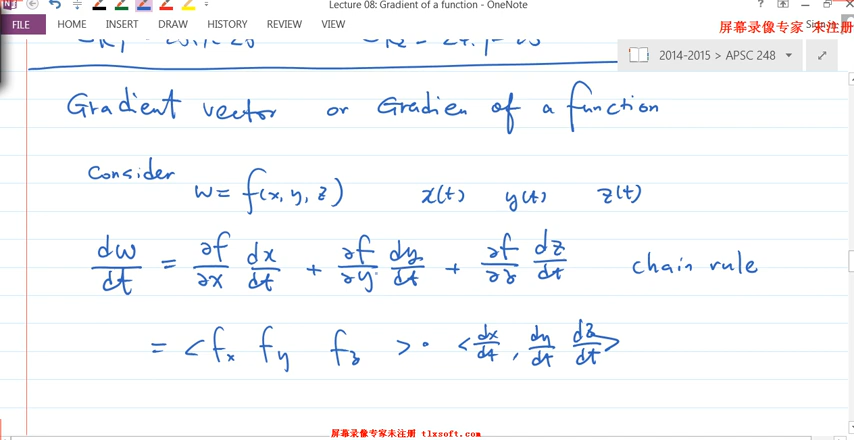 Lecture 08: Gradient of a function - OneNote
屏幕录像专家 未注册
FILE HOME INSERT DRAW HISTORY REVIEW VIEW
2014-2015 > APSC 248
Gradient vector or Gradien of a function
Consider
w = f(x, y, z) x(t) y(t) z(t)
dw/dt = ∂f/∂x dx/dt + ∂f/∂y dy/dt + ∂f/∂z dz/dt chain rule
= < fx fy fz > · < dx/dt, dy/dt dz/dt >
屏幕录像专家未注册 tlxsoft.com